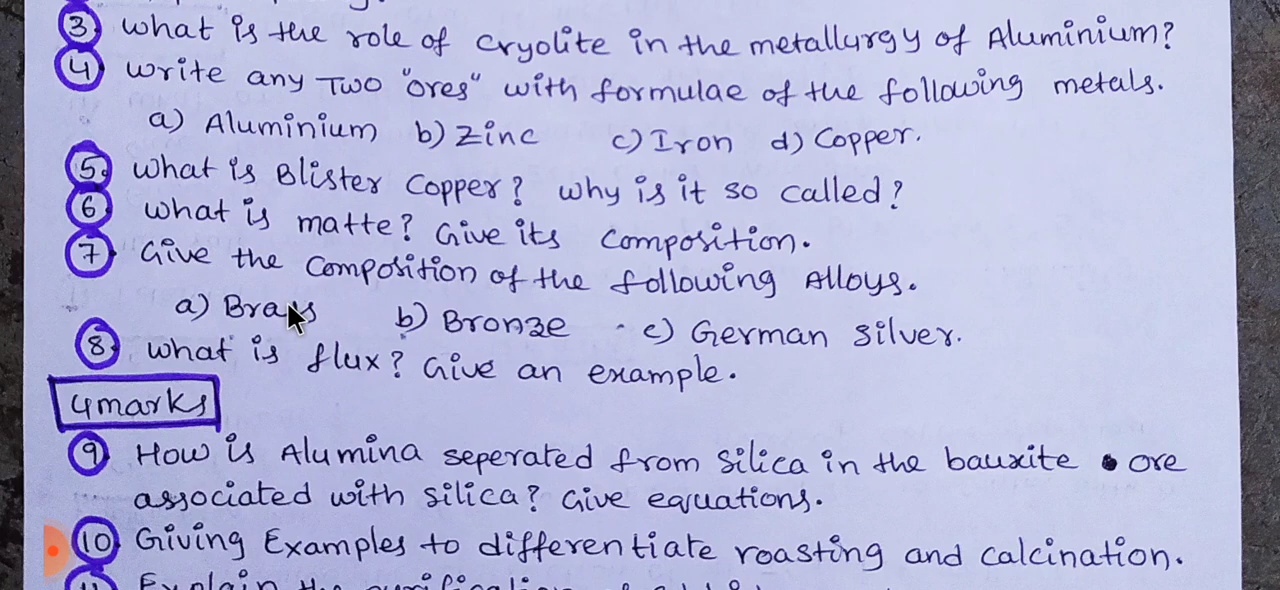 3. What is the role of Cryolite in the metallurgy of Aluminium?
4. Write any Two "ores" with formulae of the following metals.
a) Aluminium b) Zinc c) Iron d) Copper.
5. What is Blister Copper? Why is it so called?
6. What is matte? Give its Composition.
7. Give the Composition of the following Alloys.
a) Brass b) Bronze c) German silver.
8. What is flux? Give an example.
4marks
9. How is Alumina seperated from Silica in the bauxite ore
associated with silica? Give equations.
10. Giving Examples to differentiate roasting and calcination.
11. Explain the